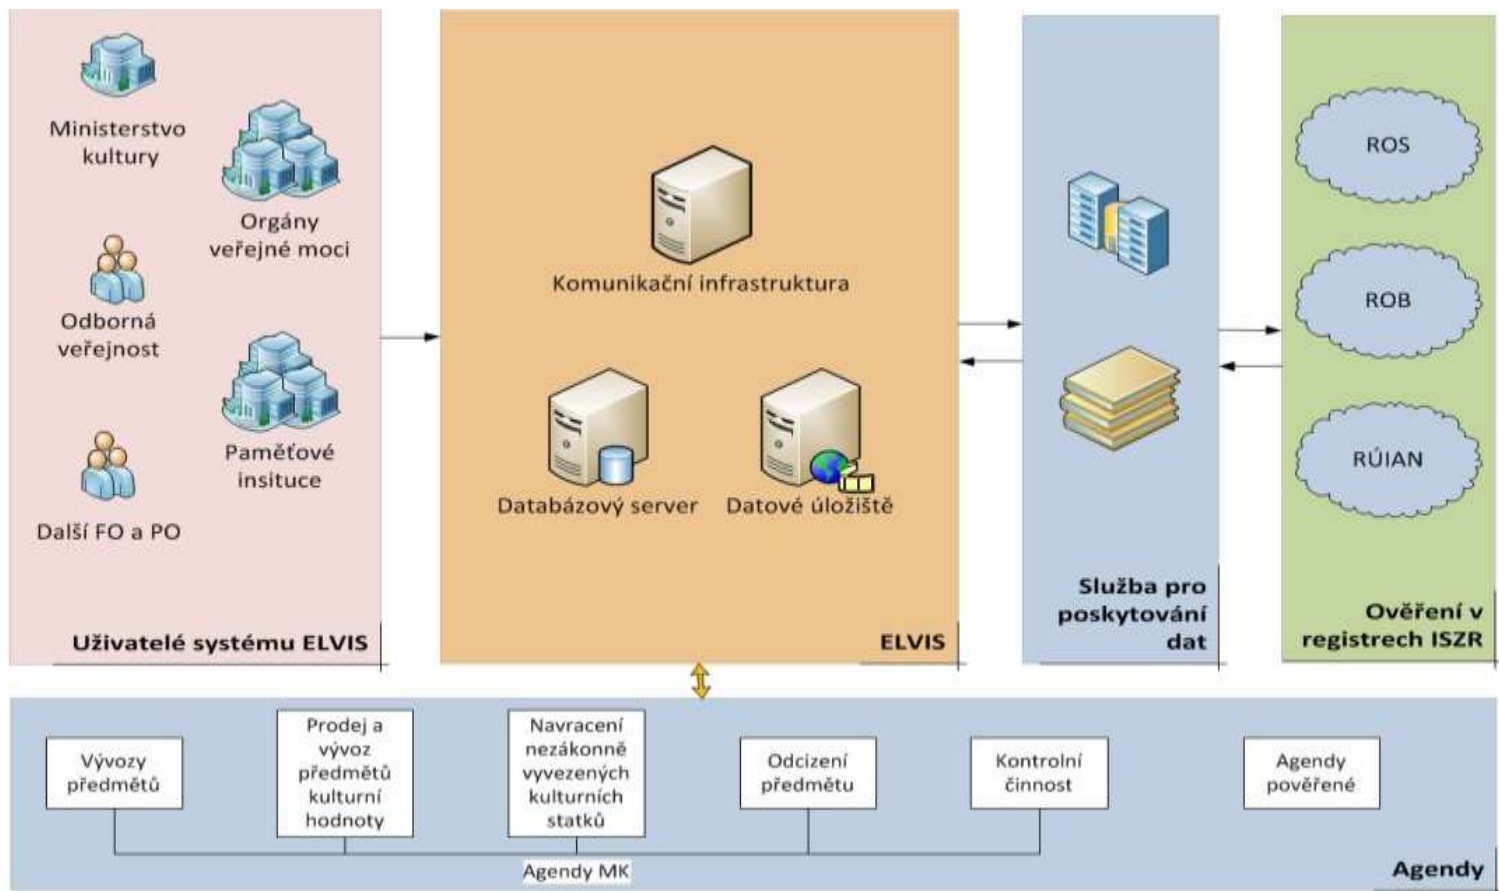 Ministerstvo
kultury
Orgány
veřejné moci
Odborná
veřejnost
Paměťové
insituce
Další FO a PO
Uživatelé systému ELVIS
Komunikační infrastruktura
Databázový server
Datové úložiště
ELVIS
Služba pro
poskytování
dat
ROS
ROB
RÚIAN
Ověření v
registrech ISZR
Vývozy
předmětů
Prodej a
vývoz
předmětů
kulturní
hodnoty
Navracení
nezákonně
vyvezených
kulturních
statků
Odcizení
předmětu
Kontrolní
činnost
Agendy
pověřené
Agendy MK
Agendy